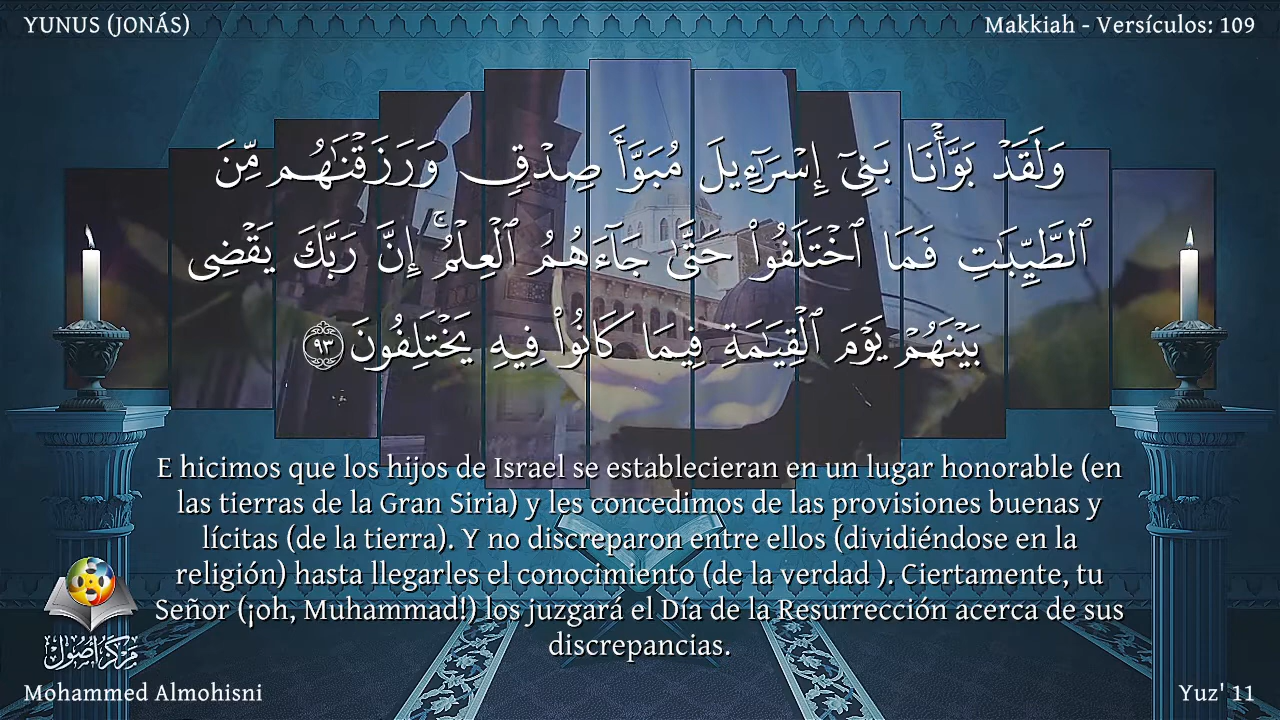 YUNUS (JONÁS)
Makkiah - Versículos: 109
وَلَقَدۡ بَوَّأۡنَا بَنِيٓ إِسۡرَٰٓءِيلَ مُبَوَّأَ صِدۡقٖ وَرَزَقۡنَٰهُم مِّنَ
ٱلطَّيِّبَٰتِ فَمَا ٱخۡتَلَفُواْ حَتَّىٰ جَآءَهُمُ ٱلۡعِلۡمُۚ إِنَّ رَبَّكَ يَقۡضِي
بَيۡنَهُمۡ يَوۡمَ ٱلۡقِيَٰمَةِ فِيمَا كَانُواْ فِيهِ يَخۡتَلِفُونَ ٩٣
E hicimos que los hijos de Israel se establecieran en un lugar honorable (en
las tierras de la Gran Siria) y les concedimos de las provisiones buenas y
lícitas (de la tierra). Y no discreparon entre ellos (dividiéndose en la
religión) hasta llegarles el conocimiento (de la verdad ). Ciertamente, tu
Señor (¡oh, Muhammad!) los juzgará el Día de la Resurrección acerca de sus
discrepancias.
مركز أصول
Mohammed Almohisni
Yuz' 11